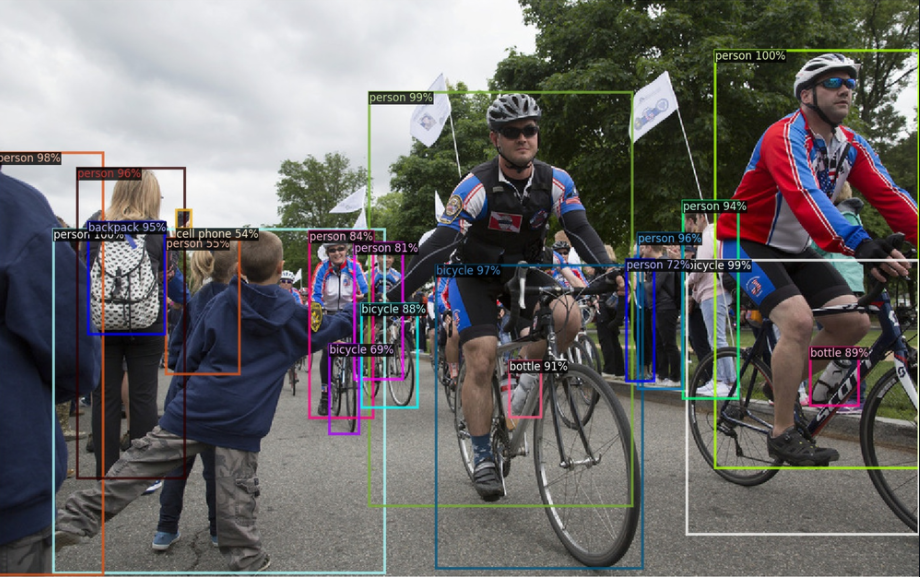 person 99%
person 100%
person 98%
person 96%
person 94%
backpack 95%
cell phone 54%
person 100%
person 55%
person 84%
person 81%
person 96%
bicycle 97%
person 72%
bicycle 99%
bicycle 88%
bicycle 69%
bottle 89%
bottle 91%